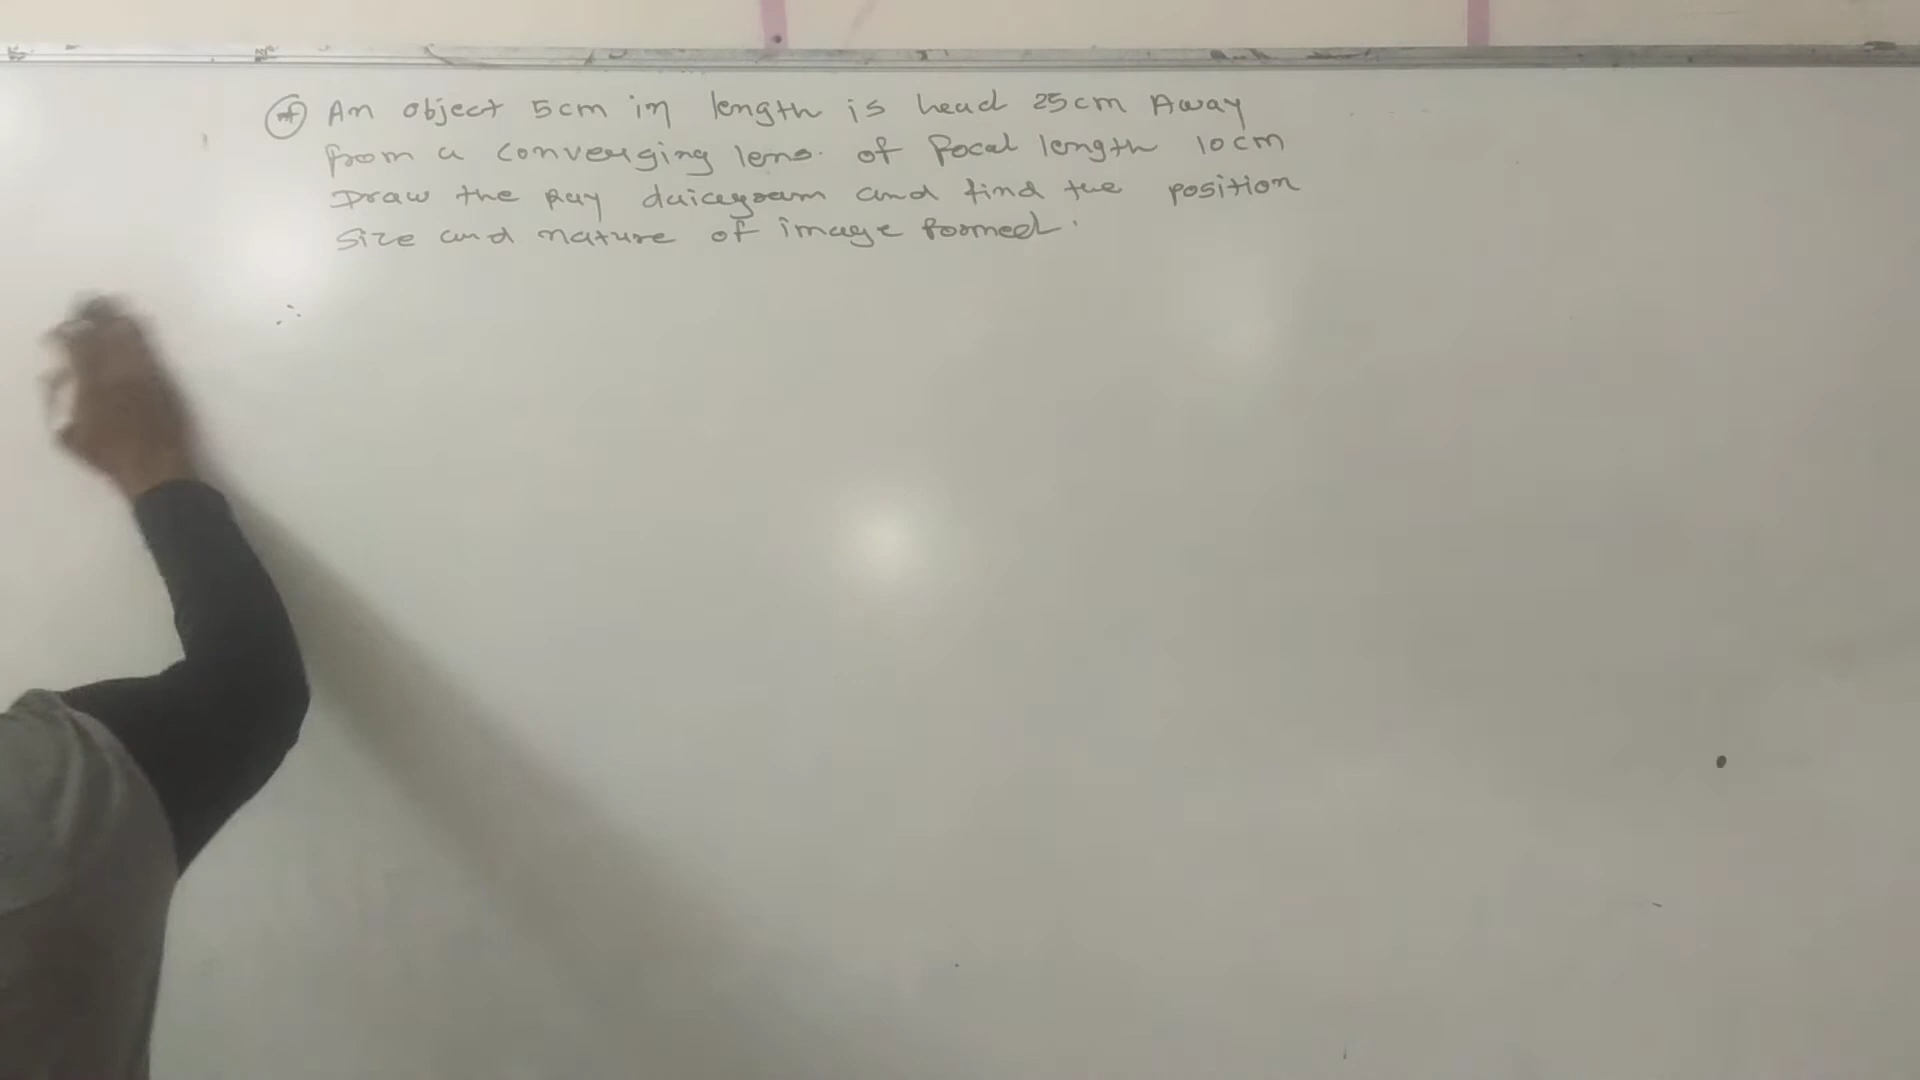 An object 5cm in length is head 25cm Away
from a converging lens. of focal length 10cm
Draw the Ray daicegram and find the position
Size and nature of image formed.